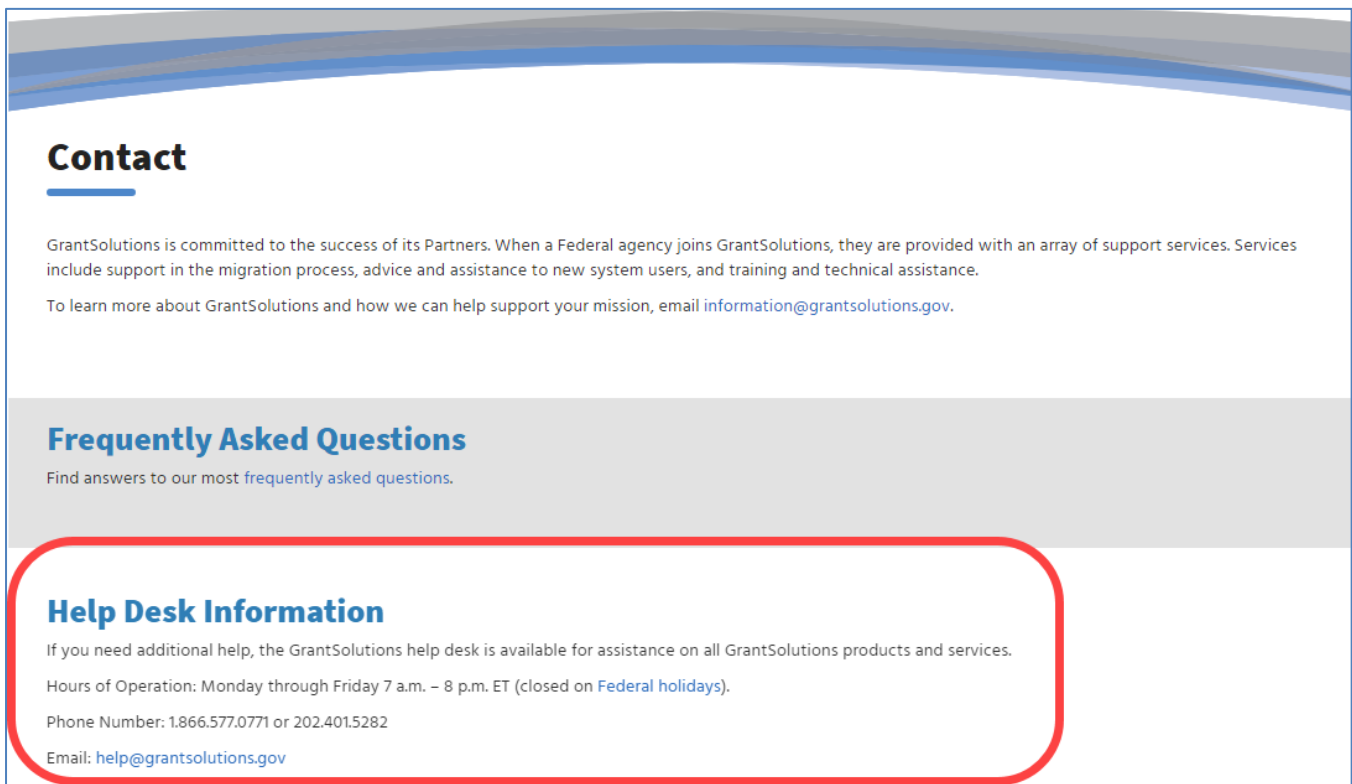 Contact
GrantSolutions is committed to the success of its Partners. When a Federal agency joins GrantSolutions, they are provided with an array of support services. Services
include support in the migration process, advice and assistance to new system users, and training and technical assistance.
To learn more about GrantSolutions and how we can help support your mission, email information@grantsolutions.gov.
Frequently Asked Questions
Find answers to our most frequently asked questions.
Help Desk Information
If you need additional help, the GrantSolutions help desk is available for assistance on all GrantSolutions products and services.
Hours of Operation: Monday through Friday 7 a.m. – 8 p.m. ET (closed on Federal holidays).
Phone Number: 1.866.577.0771 or 202.401.5282
Email: help@grantsolutions.gov